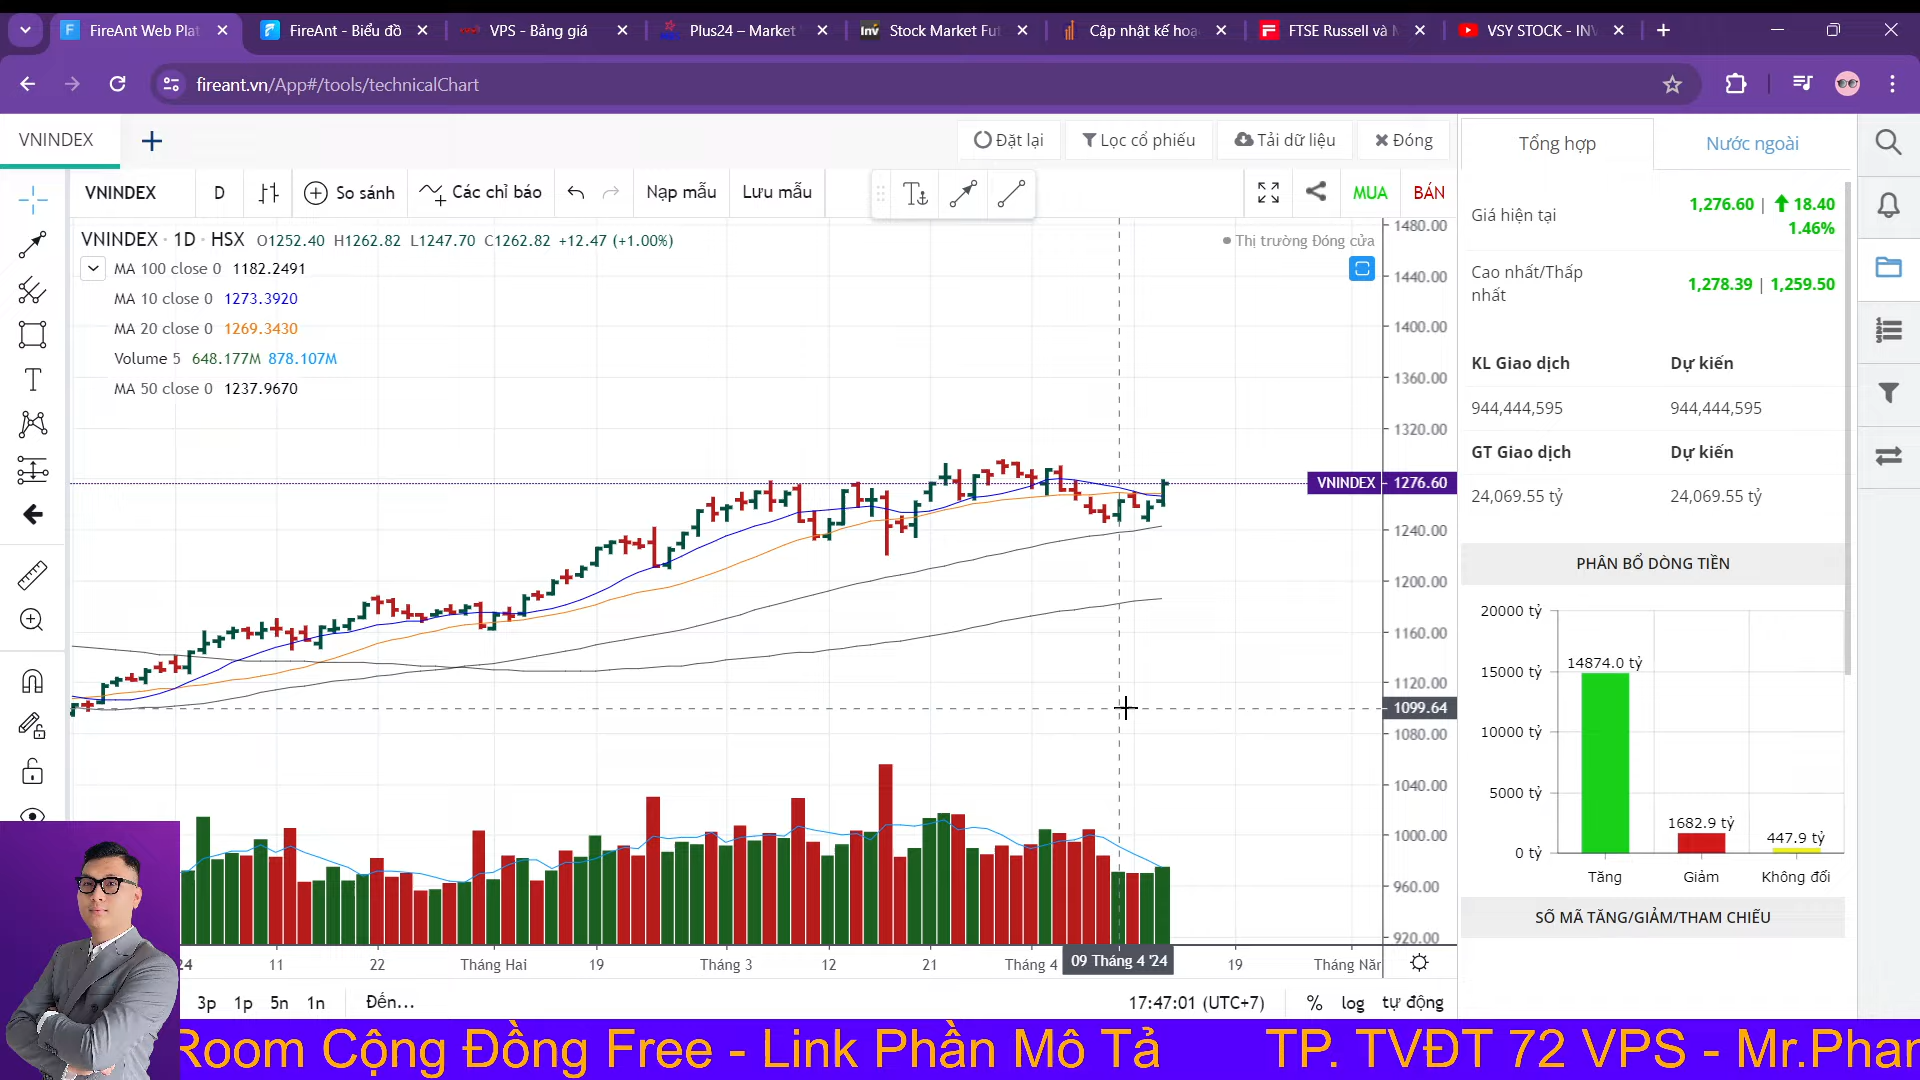 FireAnt Web Plat
FireAnt - Biểu đồ
VPS - Bảng giá
Plus24 – Market
Stock Market Fut
Cập nhật kế hoạ
FTSE Russell và
VSY STOCK - INV
fireant.vn/App#/tools/technicalChart
VNINDEX
Đặt lại
Lọc cổ phiếu
Tải dữ liệu
Đóng
VNINDEX
D
So sánh
Các chỉ báo
Nạp mẫu
Lưu mẫu
MUA
BÁN
VNINDEX · 1D · HSX O1252.40 H1262.82 L1247.70 C1262.82 +12.47 (+1.00%)
Thị trường Đóng cửa
MA 100 close 0 1182.2491
MA 10 close 0 1273.3920
MA 20 close 0 1269.3430
Volume 5 648.177M 878.107M
MA 50 close 0 1237.9670
1480.00
1440.00
1400.00
1360.00
1320.00
VNINDEX 1276.60
1240.00
1200.00
1160.00
1120.00
1099.64
1080.00
1040.00
1000.00
960.00
920.00
24
11
22
Tháng Hai
19
Tháng 3
12
21
Tháng 4
09 Tháng 4 '24
19
Tháng Năm
3p
1p
5n
1n
Đến...
17:47:01 (UTC+7)
%
log
tự động
Tổng hợp
Nước ngoài
Giá hiện tại
1,276.60 | 18.40
1.46%
Cao nhất/Thấp
nhất
1,278.39 | 1,259.50
KL Giao dịch
Dự kiến
944,444,595
944,444,595
GT Giao dịch
Dự kiến
24,069.55 tỷ
24,069.55 tỷ
PHÂN BỔ DÒNG TIỀN
20000 tỷ
15000 tỷ
10000 tỷ
5000 tỷ
0 tỷ
14874.0 tỷ
1682.9 tỷ
447.9 tỷ
Tăng
Giảm
Không đổi
SỐ MÃ TĂNG/GIẢM/THAM CHIẾU
Room Cộng Đồng Free - Link Phần Mô Tả
TP. TVĐT 72 VPS - Mr.Phan